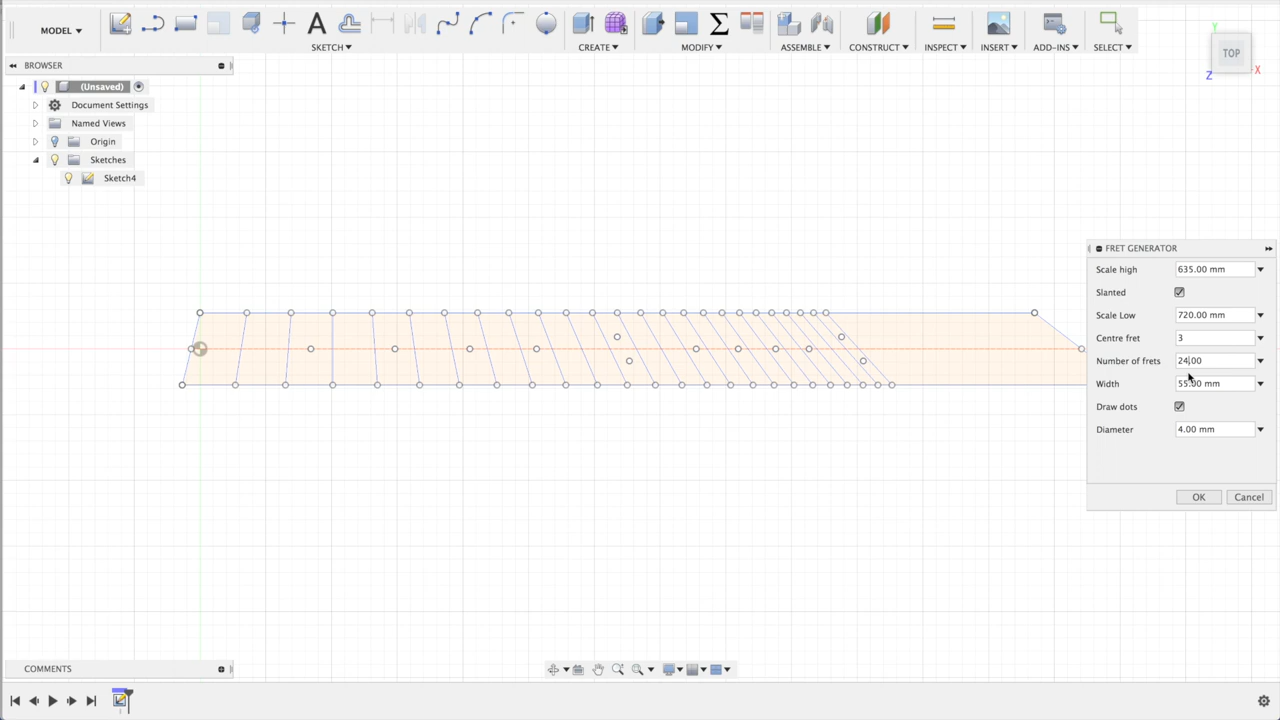 MODEL
SKETCH
CREATE
MODIFY
ASSEMBLE
CONSTRUCT
INSPECT
INSERT
ADD-INS
SELECT
BROWSER
(Unsaved)
Document Settings
Named Views
Origin
Sketches
Sketch4
Y
TOP
X
Z
FRET GENERATOR
Scale high 635.00 mm
Slanted
Scale Low 720.00 mm
Centre fret 3
Number of frets 24.00
Width 55.00 mm
Draw dots
Diameter 4.00 mm
OK Cancel
COMMENTS